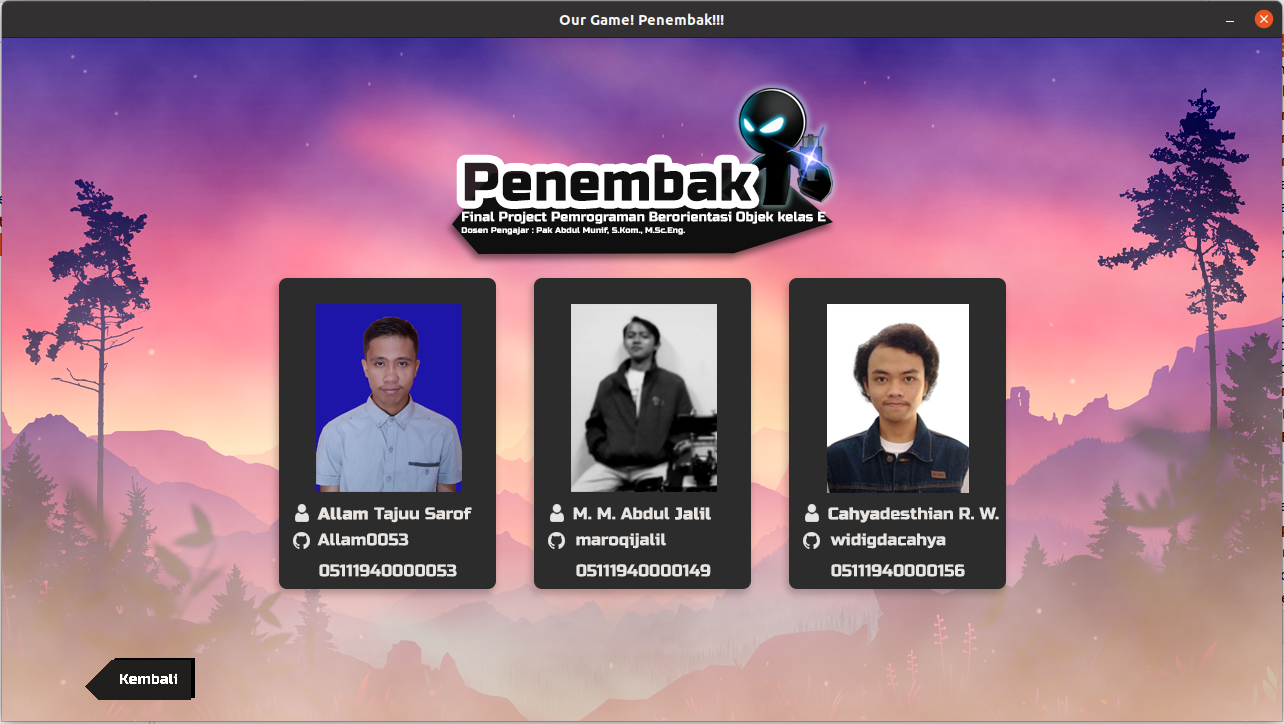 Our Game! Penembak!!!
Penembak
Final Project Pemrograman Berorientasi Objek kelas E
Dosen Pengajar : Pak Abdul Munif, S.Kom., M.Sc.Eng.
Allam Tajuu Sarof
Allam0053
05111940000053
M. M. Abdul Jalil
maroqijalil
05111940000149
Cahyadesthian R. W.
widigdacahya
05111940000156
Kembali